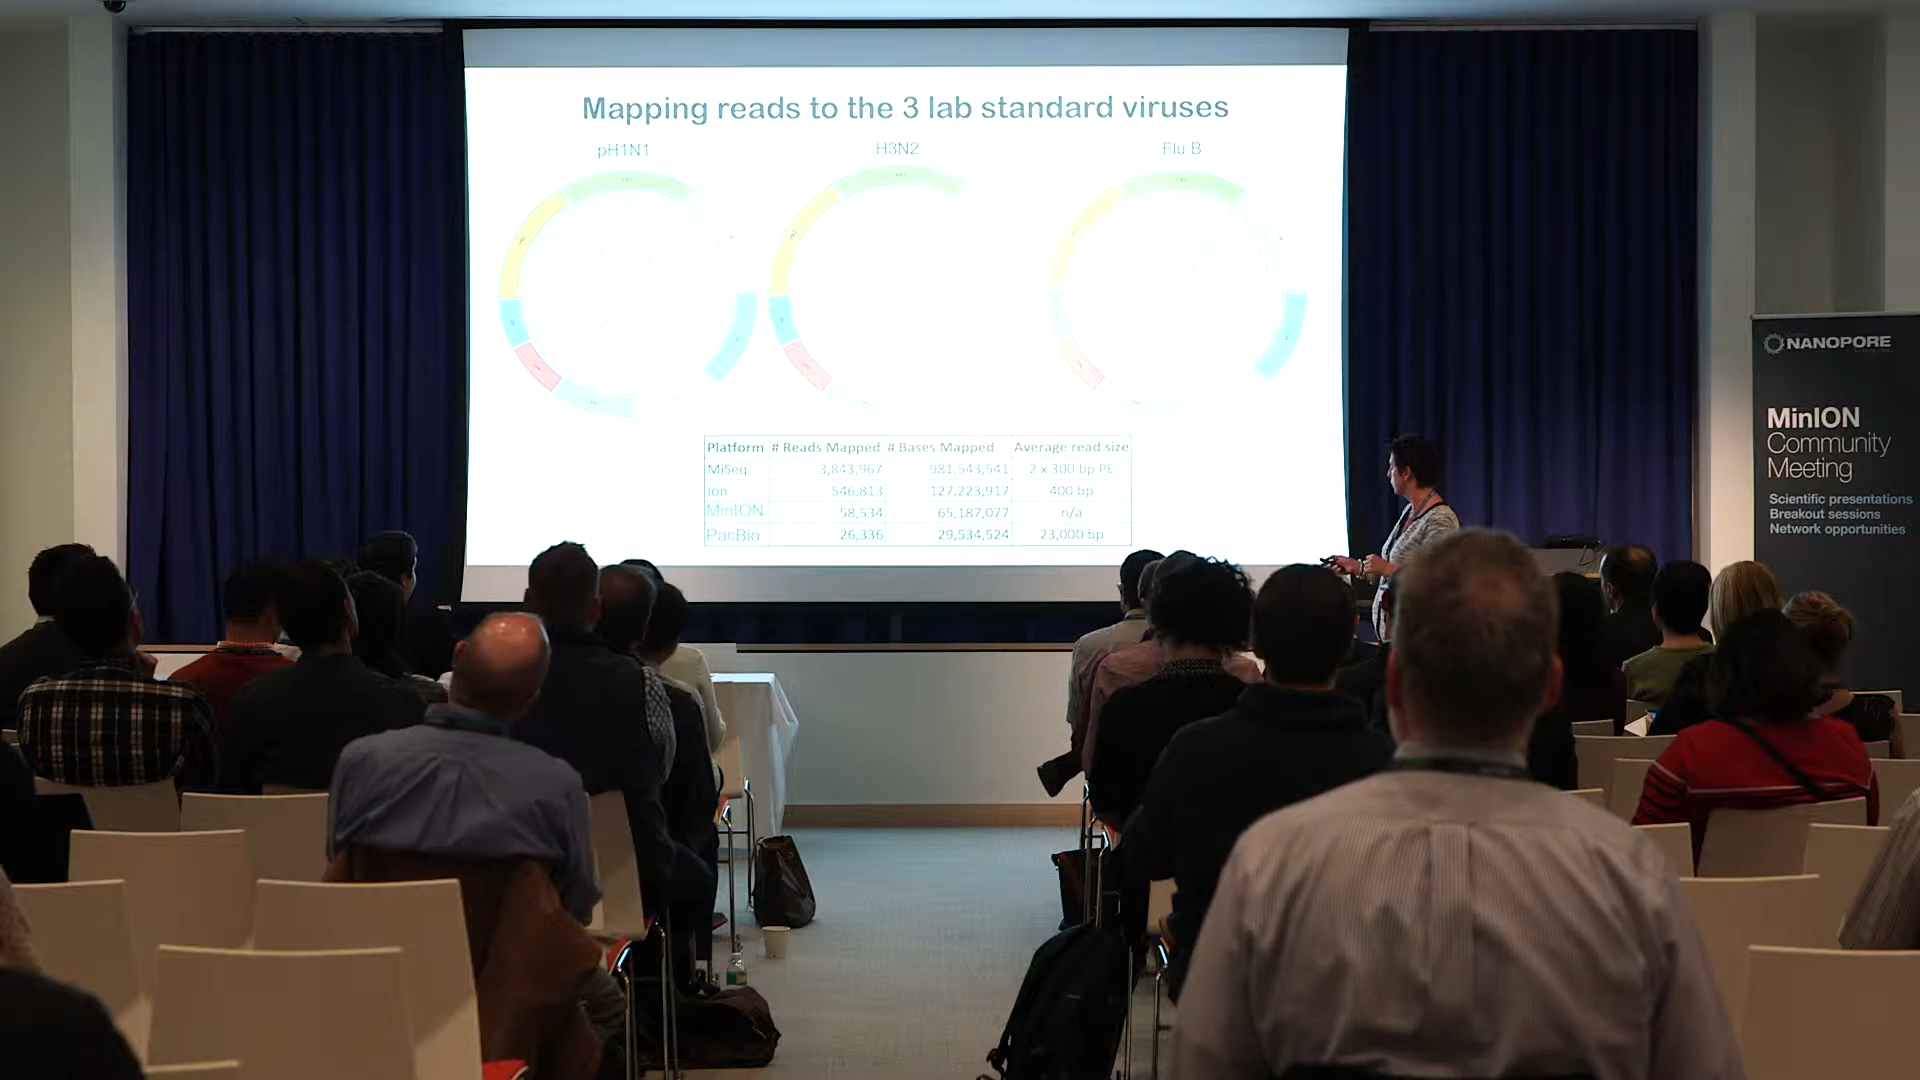 Mapping reads to the 3 lab standard viruses
pH1N1 H3N2 Flu B
Platform # Reads Mapped # Bases Mapped Average read size
MiSeq 3,843,967 981,543,541 2 x 300 bp PE
Ion 546,813 127,223,917 400 bp
MinION 58,534 65,187,077 n/a
PacBio 26,336 29,534,524 23,000 bp
NANOPORE
MinION
Community
Meeting
Scientific presentations
Breakout sessions
Network opportunities